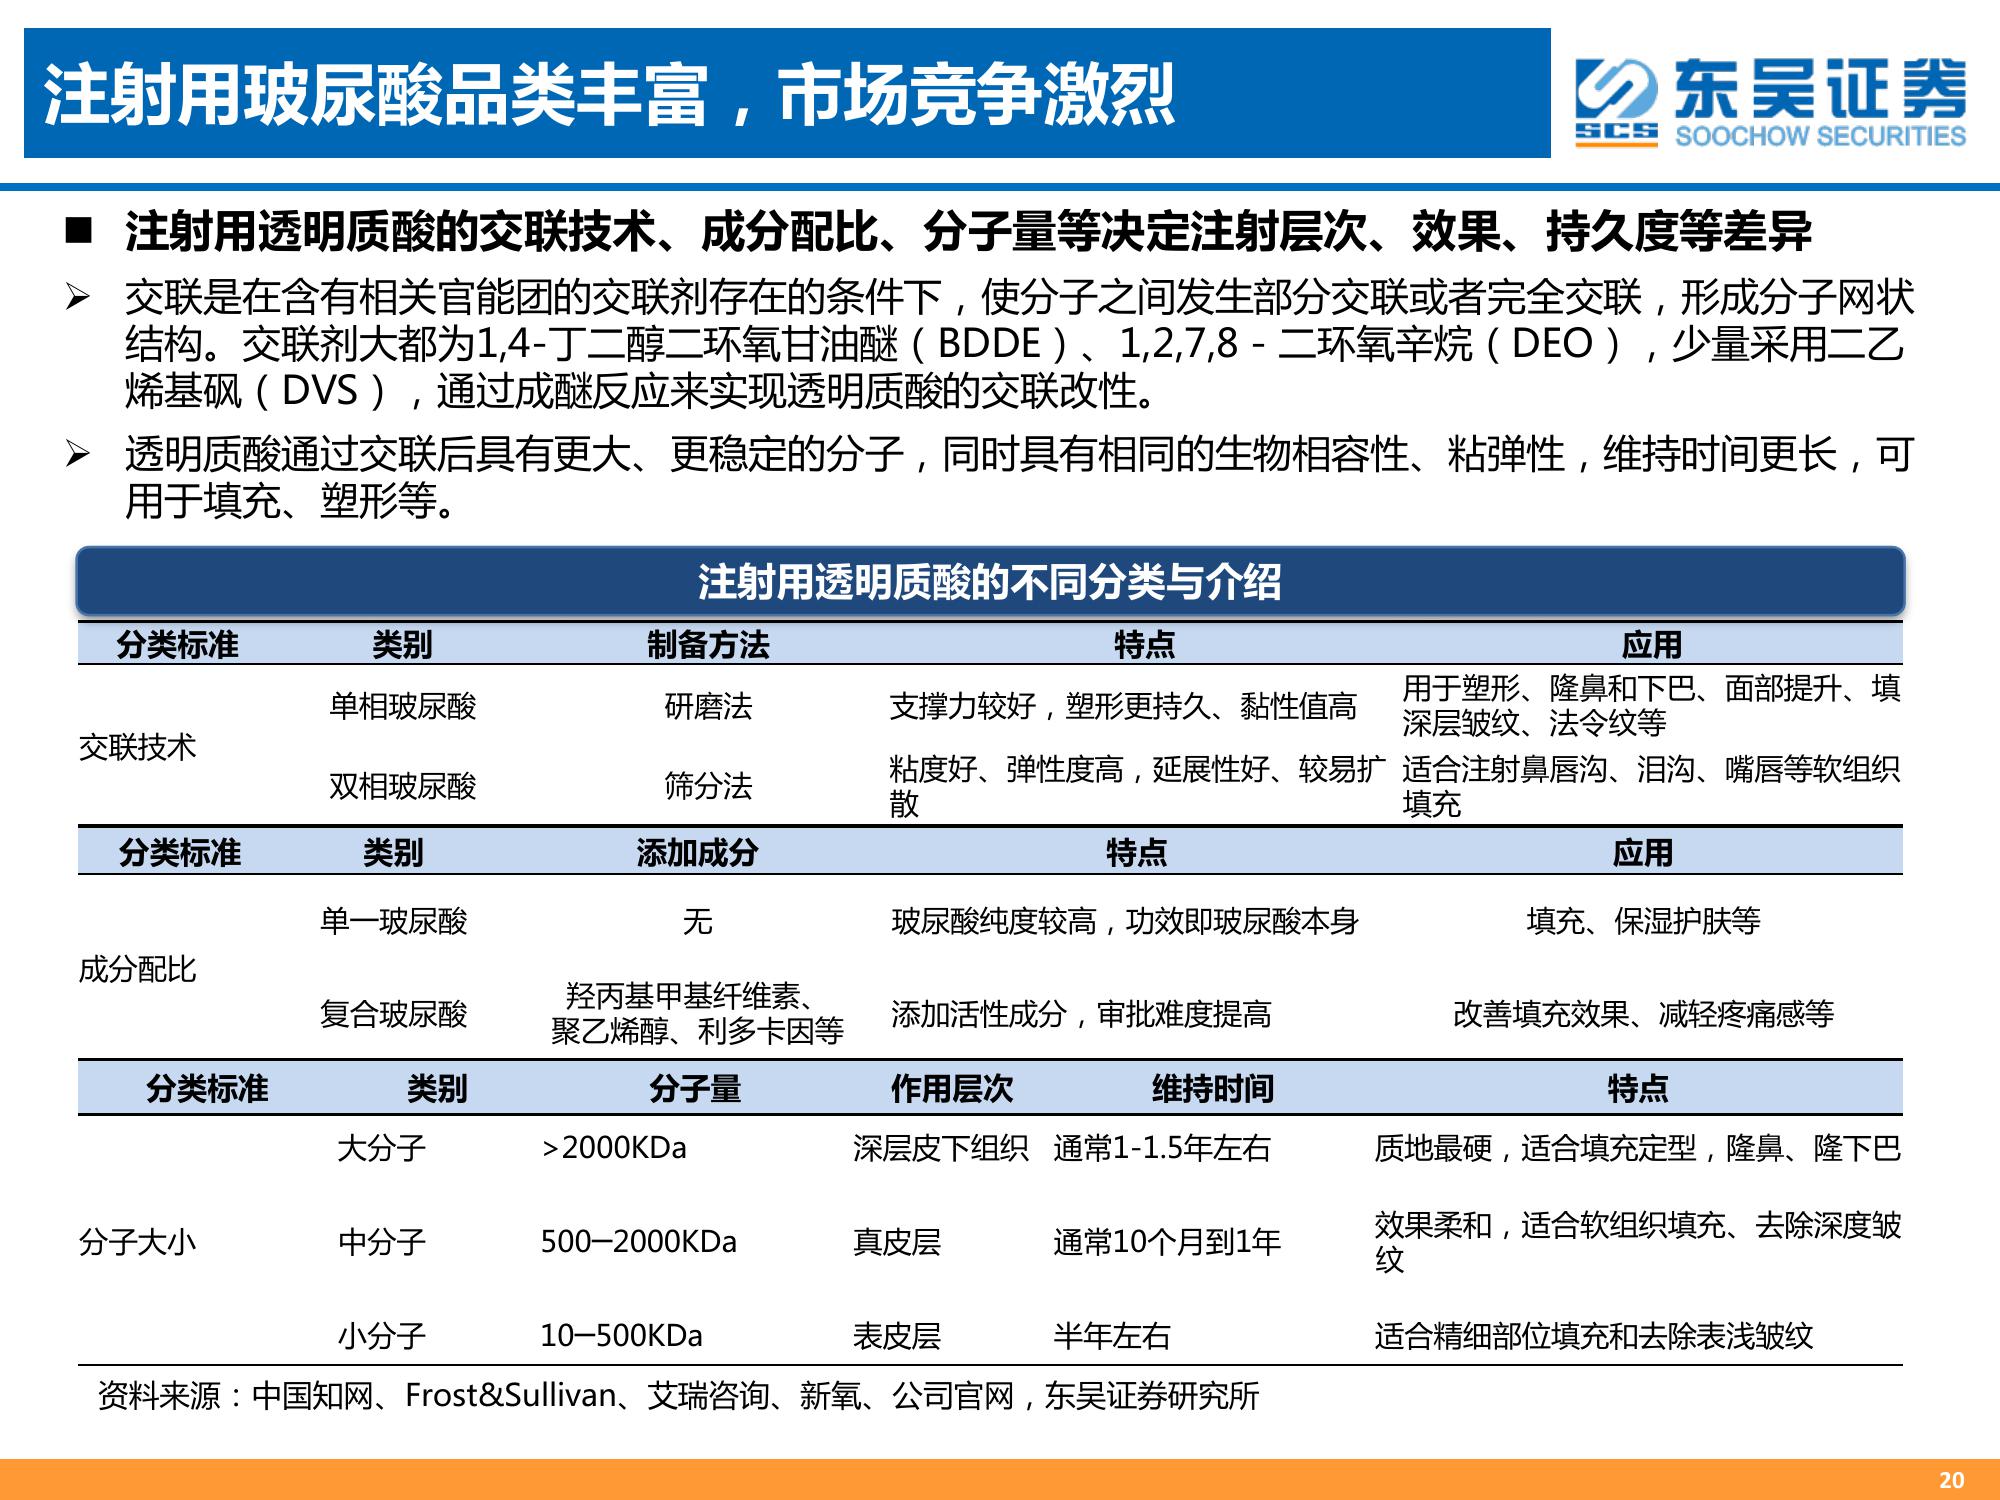 注射用玻尿酸品类丰富，市场竞争激烈
SCS
东吴证券
SOOCHOW SECURITIES
■ 注射用透明质酸的交联技术、成分配比、分子量等决定注射层次、效果、持久度等差异
➢ 交联是在含有相关官能团的交联剂存在的条件下，使分子之间发生部分交联或者完全交联，形成分子网状
结构。交联剂大都为1,4-丁二醇二环氧甘油醚（BDDE）、1,2,7,8 - 二环氧辛烷（DEO），少量采用二乙
烯基砜（DVS），通过成醚反应来实现透明质酸的交联改性。
➢ 透明质酸通过交联后具有更大、更稳定的分子，同时具有相同的生物相容性、粘弹性，维持时间更长，可
用于填充、塑形等。
注射用透明质酸的不同分类与介绍
分类标准 类别 制备方法 特点 应用
交联技术
单相玻尿酸 研磨法 支撑力较好，塑形更持久、黏性值高
用于塑形、隆鼻和下巴、面部提升、填
深层皱纹、法令纹等
双相玻尿酸 筛分法
粘度好、弹性度高，延展性好、较易扩
散
适合注射鼻唇沟、泪沟、嘴唇等软组织
填充
分类标准 类别 添加成分 特点 应用
成分配比
单一玻尿酸 无 玻尿酸纯度较高，功效即玻尿酸本身 填充、保湿护肤等
复合玻尿酸
羟丙基甲基纤维素、
聚乙烯醇、利多卡因等
添加活性成分，审批难度提高 改善填充效果、减轻疼痛感等
分类标准 类别 分子量 作用层次 维持时间 特点
分子大小
大分子 >2000KDa 深层皮下组织 通常1-1.5年左右 质地最硬，适合填充定型，隆鼻、隆下巴
中分子 500—2000KDa 真皮层 通常10个月到1年
效果柔和，适合软组织填充、去除深度皱
纹
小分子 10—500KDa 表皮层 半年左右 适合精细部位填充和去除表浅皱纹
资料来源：中国知网、Frost&Sullivan、艾瑞咨询、新氧、公司官网，东吴证券研究所
20